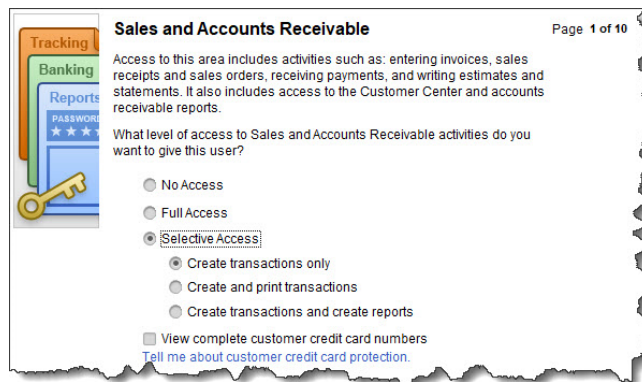 Sales and Accounts Receivable
Page 1 of 10
Tracking
Banking
Reports
PASSWORD
Access to this area includes activities such as: entering invoices, sales
receipts and sales orders, receiving payments, and writing estimates and
statements. It also includes access to the Customer Center and accounts
receivable reports.
What level of access to Sales and Accounts Receivable activities do you
want to give this user?
No Access
Full Access
Selective Access
Create transactions only
Create and print transactions
Create transactions and create reports
View complete customer credit card numbers
Tell me about customer credit card protection.